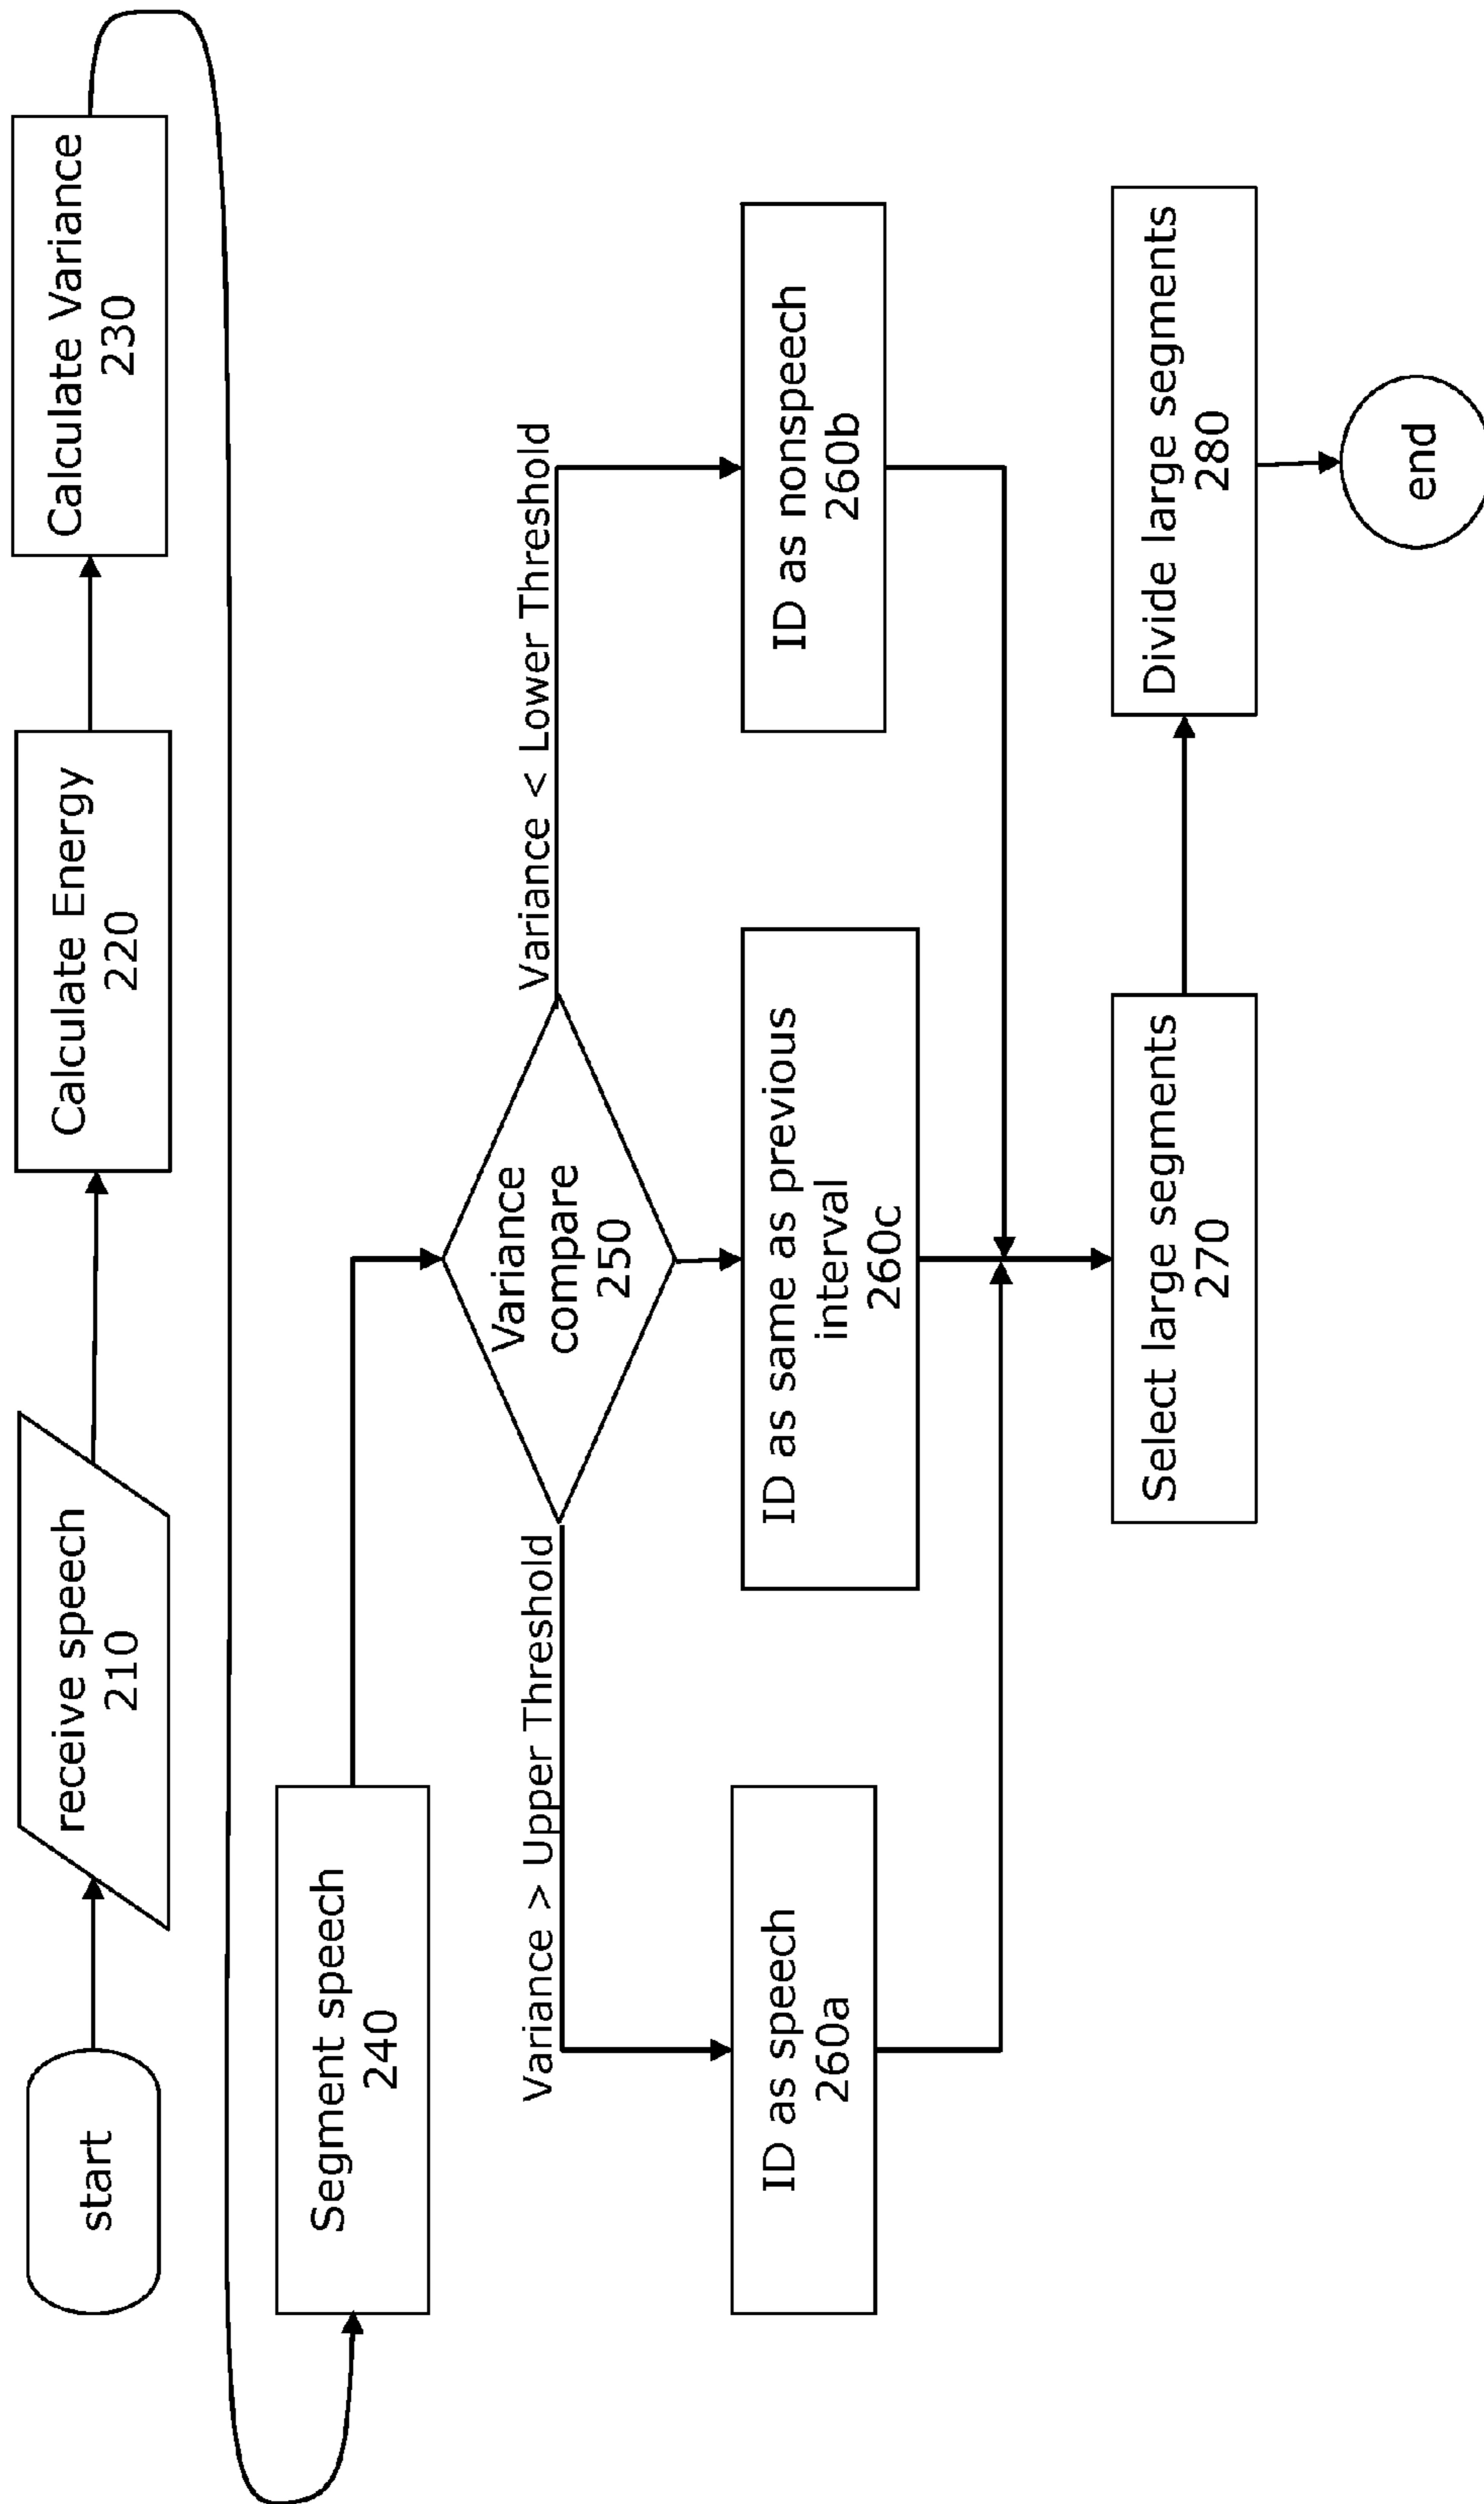 start
receive speech
210
Calculate Energy
220
Calculate Variance
230
Segment speech
240
Variance
compare
250
Variance > Upper Threshold
Variance < Lower Threshold
ID as speech
260a
ID as same as previous
interval
260c
ID as nonspeech
260b
Select large segments
270
Divide large segments
280
end